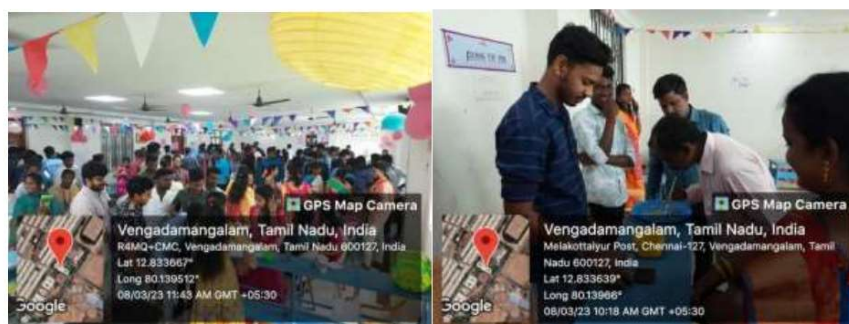 GPS Map Camera
Vengadamangalam, Tamil Nadu, India
R4MQ+CMC, Vengadamangalam, Tamil Nadu 600127, India
Lat 12.833667°
Long 80.139512°
08/03/23 11:43 AM GMT +05:30
Google
GPS Map Camera
Vengadamangalam, Tamil Nadu, India
Melakottaiyur Post, Chennai-127, Vengadamangalam, Tamil
Nadu 600127, India
Lat 12.833639°
Long 80.13966°
08/03/23 10:18 AM GMT +05:30
Google